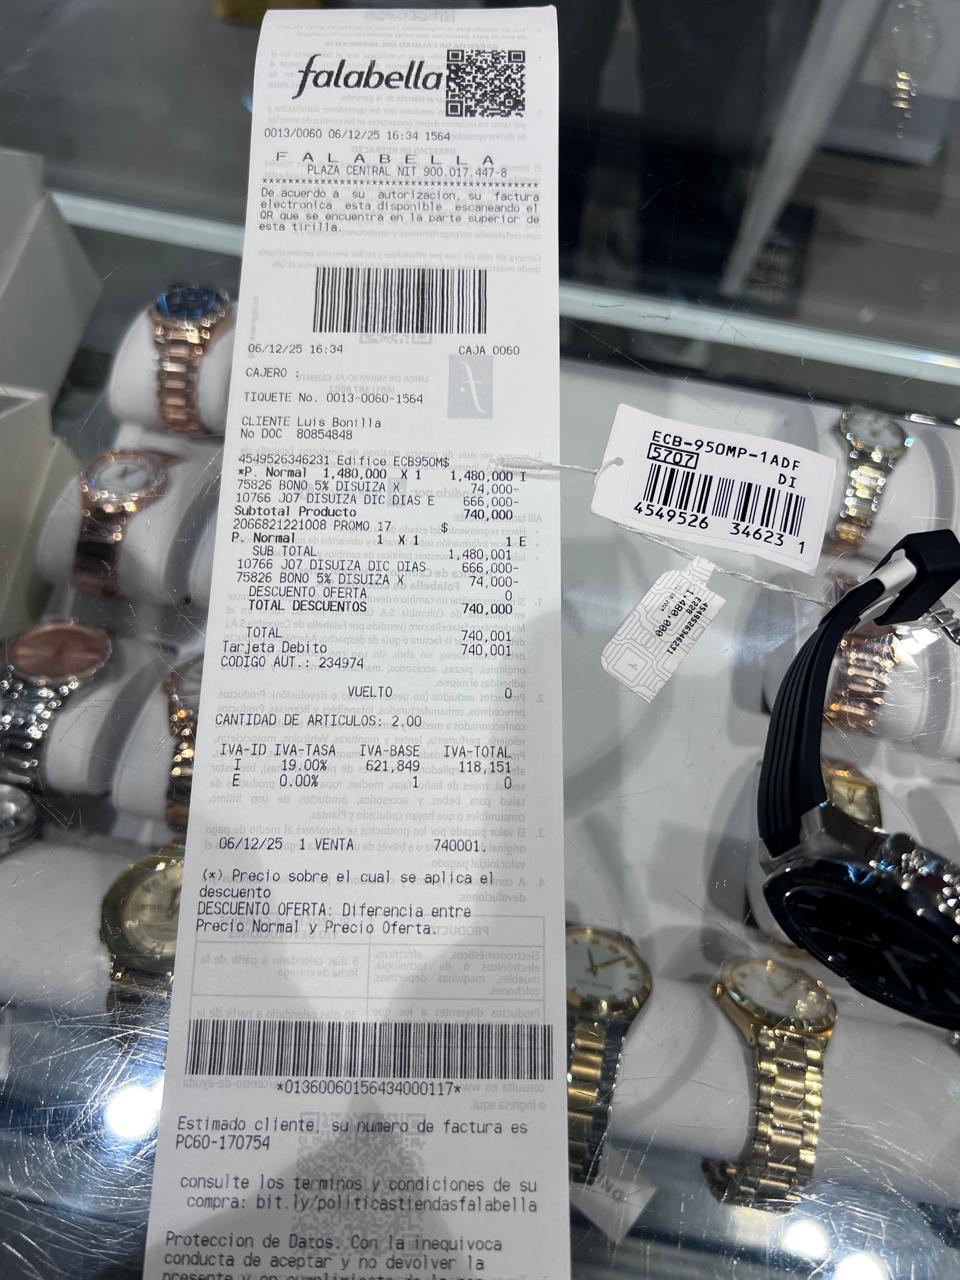 falabella
0013/0060 06/12/25 16:34 1564
F A L A B E L L A
PLAZA CENTRAL NIT 900.017.447-8
****************************************
De acuerdo a su autorizacion, su factura
electronica esta disponible escaneando el
QR que se encuentra en la parte superior de
esta tirilla.
06/12/25 16:34 CAJA 0060
CAJERO :
TIQUETE No. 0013-0060-1564
CLIENTE Luis Bonilla
No DOC 80854848
4549526346231 Edifice ECB950M$
*P. Normal 1,480,000 X 1 1,480,000 I
75826 BONO 5% DISUIZA X 74,000-
10766 J07 DISUIZA DIC DIAS E 666,000-
Subtotal Producto 740,000
2066821221008 PROMO 17 $
P. Normal 1 X 1 1 E
SUB TOTAL 1,480,001
10766 J07 DISUIZA DIC DIAS 666,000-
75826 BONO 5% DISUIZA X 74,000-
DESCUENTO OFERTA 0
TOTAL DESCUENTOS 740,000
TOTAL 740,001
Tarjeta Debito 740,001
CODIGO AUT.: 234974
VUELTO 0
CANTIDAD DE ARTICULOS: 2.00
IVA-ID IVA-TASA IVA-BASE IVA-TOTAL
I 19.00% 621,849 118,151
E 0.00% 1 0
06/12/25 1 VENTA 740001.
(*) Precio sobre el cual se aplica el
descuento
DESCUENTO OFERTA: Diferencia entre
Precio Normal y Precio Oferta.
*01360060156434000117*
Estimado cliente, su numero de factura es
PC60-170754
consulte los terminos y condiciones de su
compra: bit.ly/politicastiendasfalabella
Proteccion de Datos. Con la inequivoca
conducta de aceptar y no devolver la
ECB-950MP-1ADF
5707 DI
4549526 34623 1
1,480,000
4549526346231